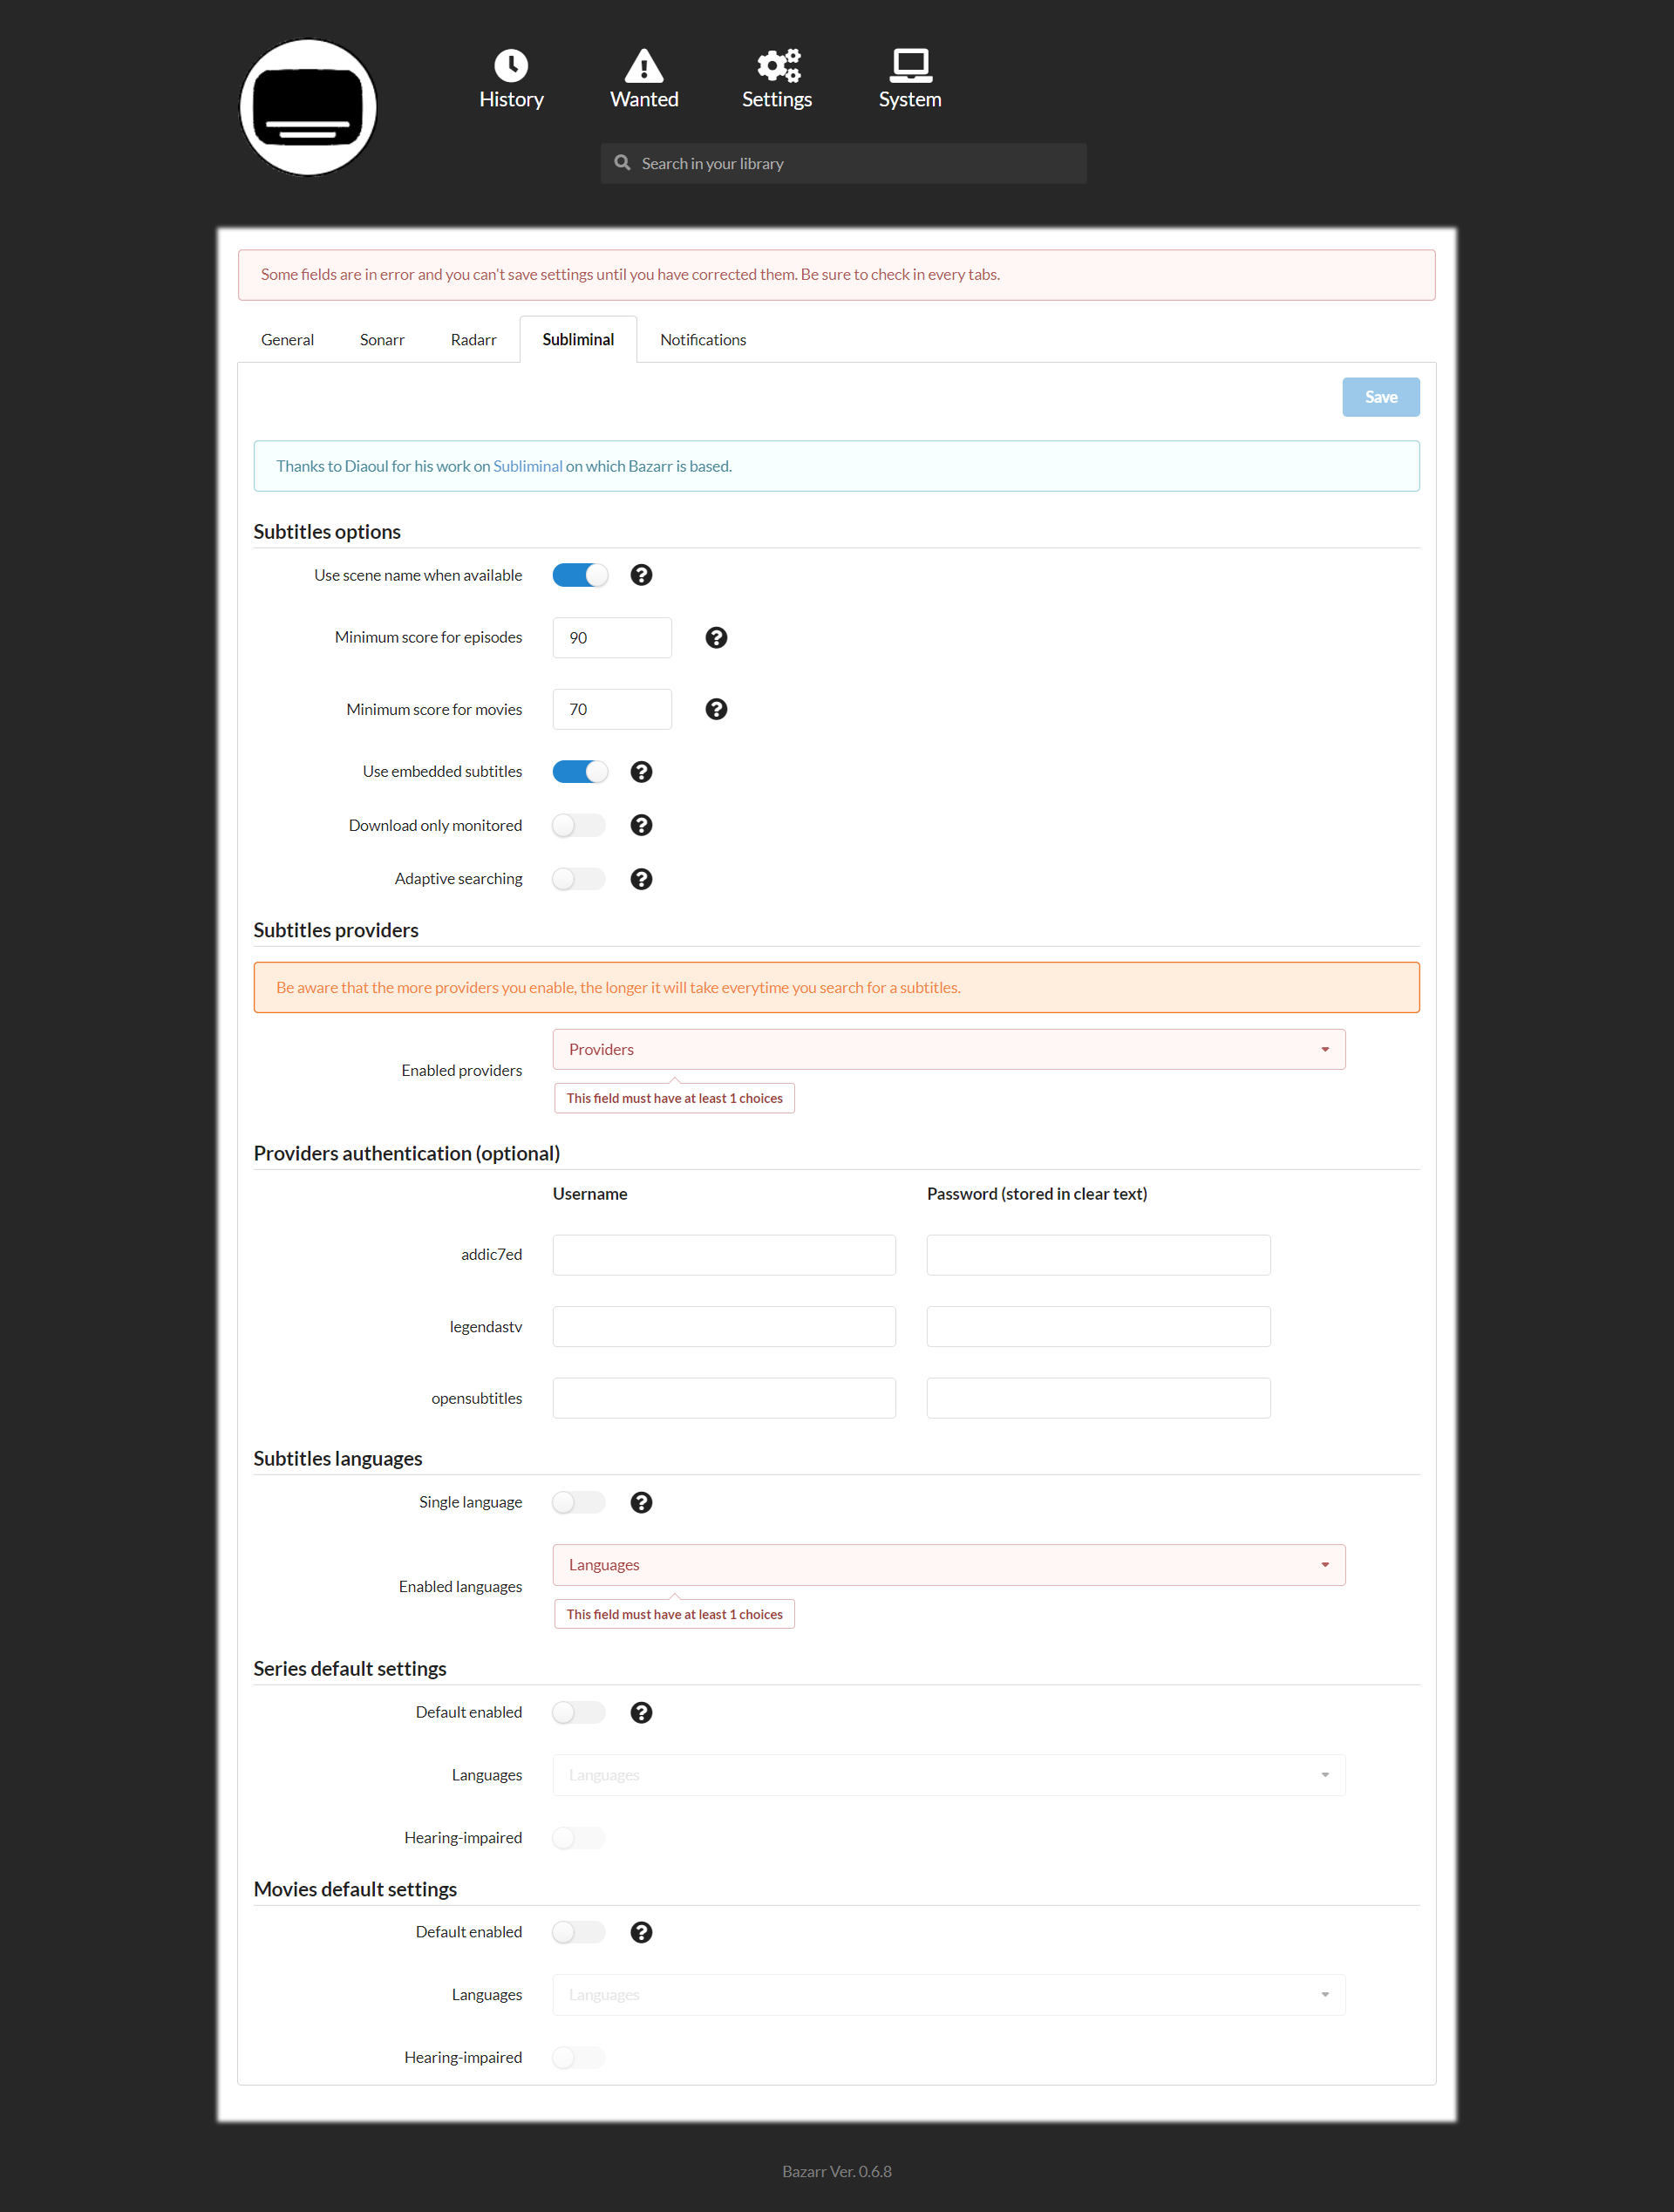 History
Wanted
Settings
System
Search in your library
Some fields are in error and you can't save settings until you have corrected them. Be sure to check in every tabs.
General
Sonarr
Radarr
Subliminal
Notifications
Save
Thanks to Diaoul for his work on Subliminal on which Bazarr is based.
Subtitles options
Use scene name when available
Minimum score for episodes 90
Minimum score for movies 70
Use embedded subtitles
Download only monitored
Adaptive searching
Subtitles providers
Be aware that the more providers you enable, the longer it will take everytime you search for a subtitles.
Enabled providers
Providers
This field must have at least 1 choices
Providers authentication (optional)
Username
Password (stored in clear text)
addic7ed
legendastv
opensubtitles
Subtitles languages
Single language
Enabled languages
Languages
This field must have at least 1 choices
Series default settings
Default enabled
Languages Languages
Hearing-impaired
Movies default settings
Default enabled
Languages Languages
Hearing-impaired
Bazarr Ver. 0.6.8